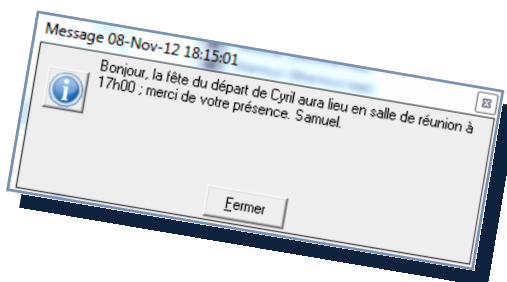 Message 08-Nov-12 18:15:01
Bonjour, la fête du départ de Cyril aura lieu en salle de réunion à
17h00 ; merci de votre présence. Samuel.
Fermer